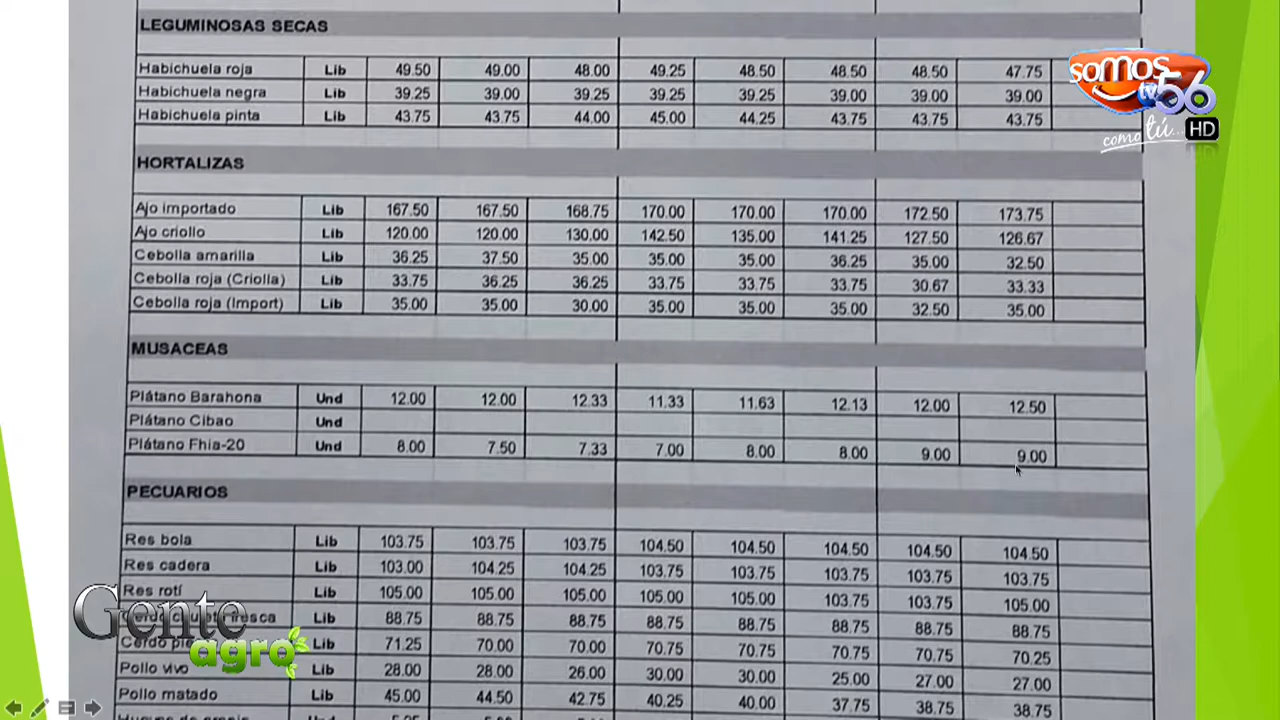 LEGUMINOSAS SECAS
Habichuela roja Lib 49.50 49.00 48.00 49.25 48.50 48.50 48.50 47.75
Habichuela negra Lib 39.25 39.00 39.25 39.25 39.25 39.00 39.00 39.00
Habichuela pinta Lib 43.75 43.75 44.00 45.00 44.25 43.75 43.75 43.75
HORTALIZAS
Ajo importado Lib 167.50 167.50 168.75 170.00 170.00 170.00 172.50 173.75
Ajo criollo Lib 120.00 120.00 130.00 142.50 135.00 141.25 127.50 126.67
Cebolla amarilla Lib 36.25 37.50 35.00 35.00 35.00 36.25 35.00 32.50
Cebolla roja (Criolla) Lib 33.75 36.25 36.25 33.75 33.75 33.75 30.67 33.33
Cebolla roja (Import) Lib 35.00 35.00 30.00 35.00 35.00 35.00 32.50 35.00
MUSACEAS
Plátano Barahona Und 12.00 12.00 12.33 11.33 11.63 12.13 12.00 12.50
Plátano Cibao Und
Plátano Fhia-20 Und 8.00 7.50 7.33 7.00 8.00 8.00 9.00 9.00
PECUARIOS
Res bola Lib 103.75 103.75 103.75 104.50 104.50 104.50 104.50 104.50
Res cadera Lib 103.00 104.25 104.25 103.75 103.75 103.75 103.75 103.75
Res rotí Lib 105.00 105.00 105.00 105.00 105.00 103.75 103.75 105.00
Lib 88.75 88.75 88.75 88.75 88.75 88.75 88.75 88.75
Cerdo Lib 71.25 70.00 70.00 70.75 70.75 70.75 70.75 70.25
Pollo vivo Lib 28.00 28.00 26.00 30.00 30.00 25.00 27.00 27.00
Pollo matado Lib 45.00 44.50 42.75 40.25 40.00 37.75 38.75 38.75
somos
tv 56
como tú... HD
Gente
agro